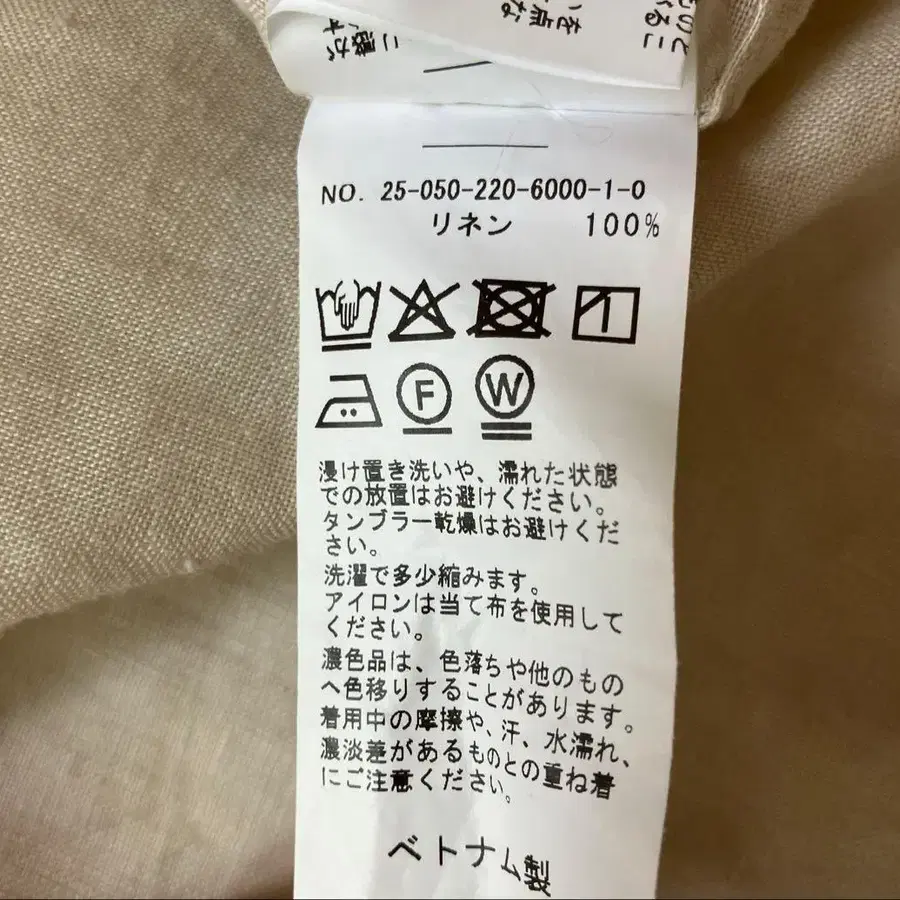 NO. 25-050-220-6000-1-0
リネン 100%
F
W
浸け置き洗いや、濡れた状態
での放置はお避けください。
タンブラー乾燥はお避けくだ
さい。
洗濯で多少縮みます。
アイロンは当て布を使用して
ください。
濃色品は、色落ちや他のもの
へ色移りすることがあります。
着用中の摩擦や、汗、水濡れ、
濃淡差があるものとの重ね着
にご注意ください。
ベトナム製